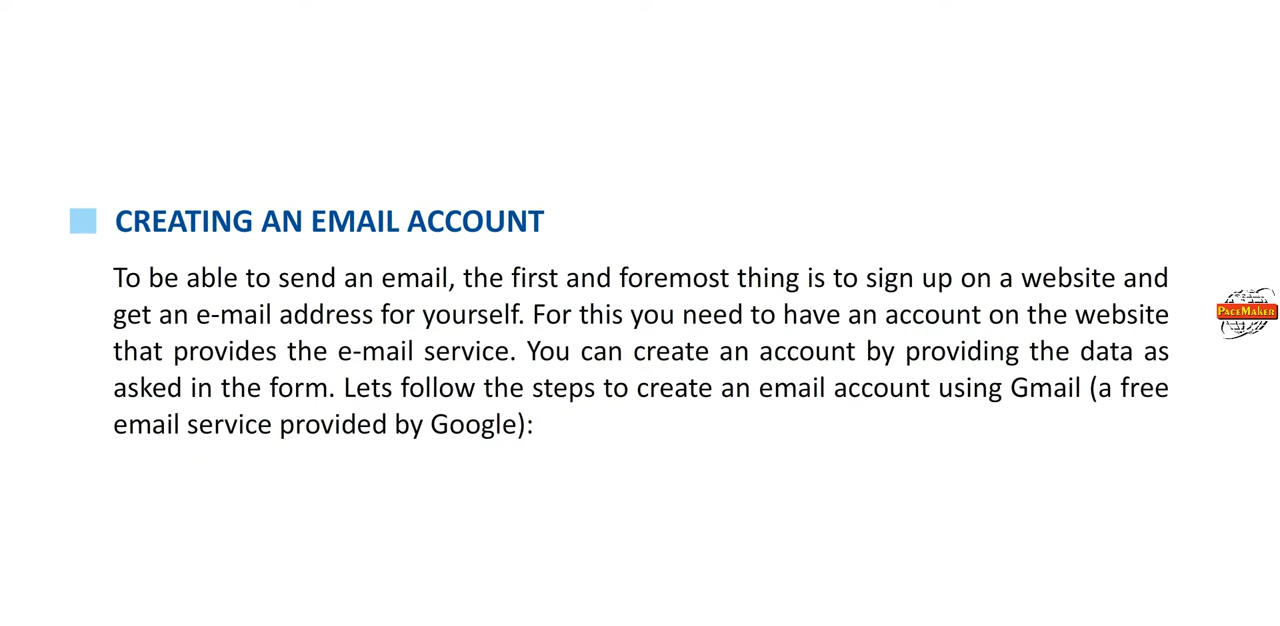 CREATING AN EMAIL ACCOUNT
To be able to send an email, the first and foremost thing is to sign up on a website and
get an e-mail address for yourself. For this you need to have an account on the website
that provides the e-mail service. You can create an account by providing the data as
asked in the form. Lets follow the steps to create an email account using Gmail (a free
email service provided by Google):
PaceMaker